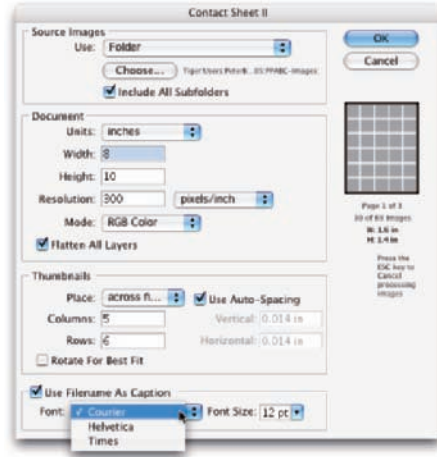 Contact Sheet II
Source Images
Use: Folder
Choose...
Include All Subfolders
OK
Cancel
Document
Units: inches
Width: 8
Height: 10
Resolution: 300 pixels/inch
Mode: RGB Color
Flatten All Layers
Page 1 of 3
W: 1.6 in
H: 1.4 in
Press the
ESC key to
Cancel
processing
images
Thumbnails
Place: across fi... Use Auto-Spacing
Columns: 5 Vertical: 0.014 in
Rows: 6 Horizontal: 0.014 in
Rotate For Best Fit
Use Filename As Caption
Font: ✓ Courier Font Size: 12 pt
Helvetica
Times